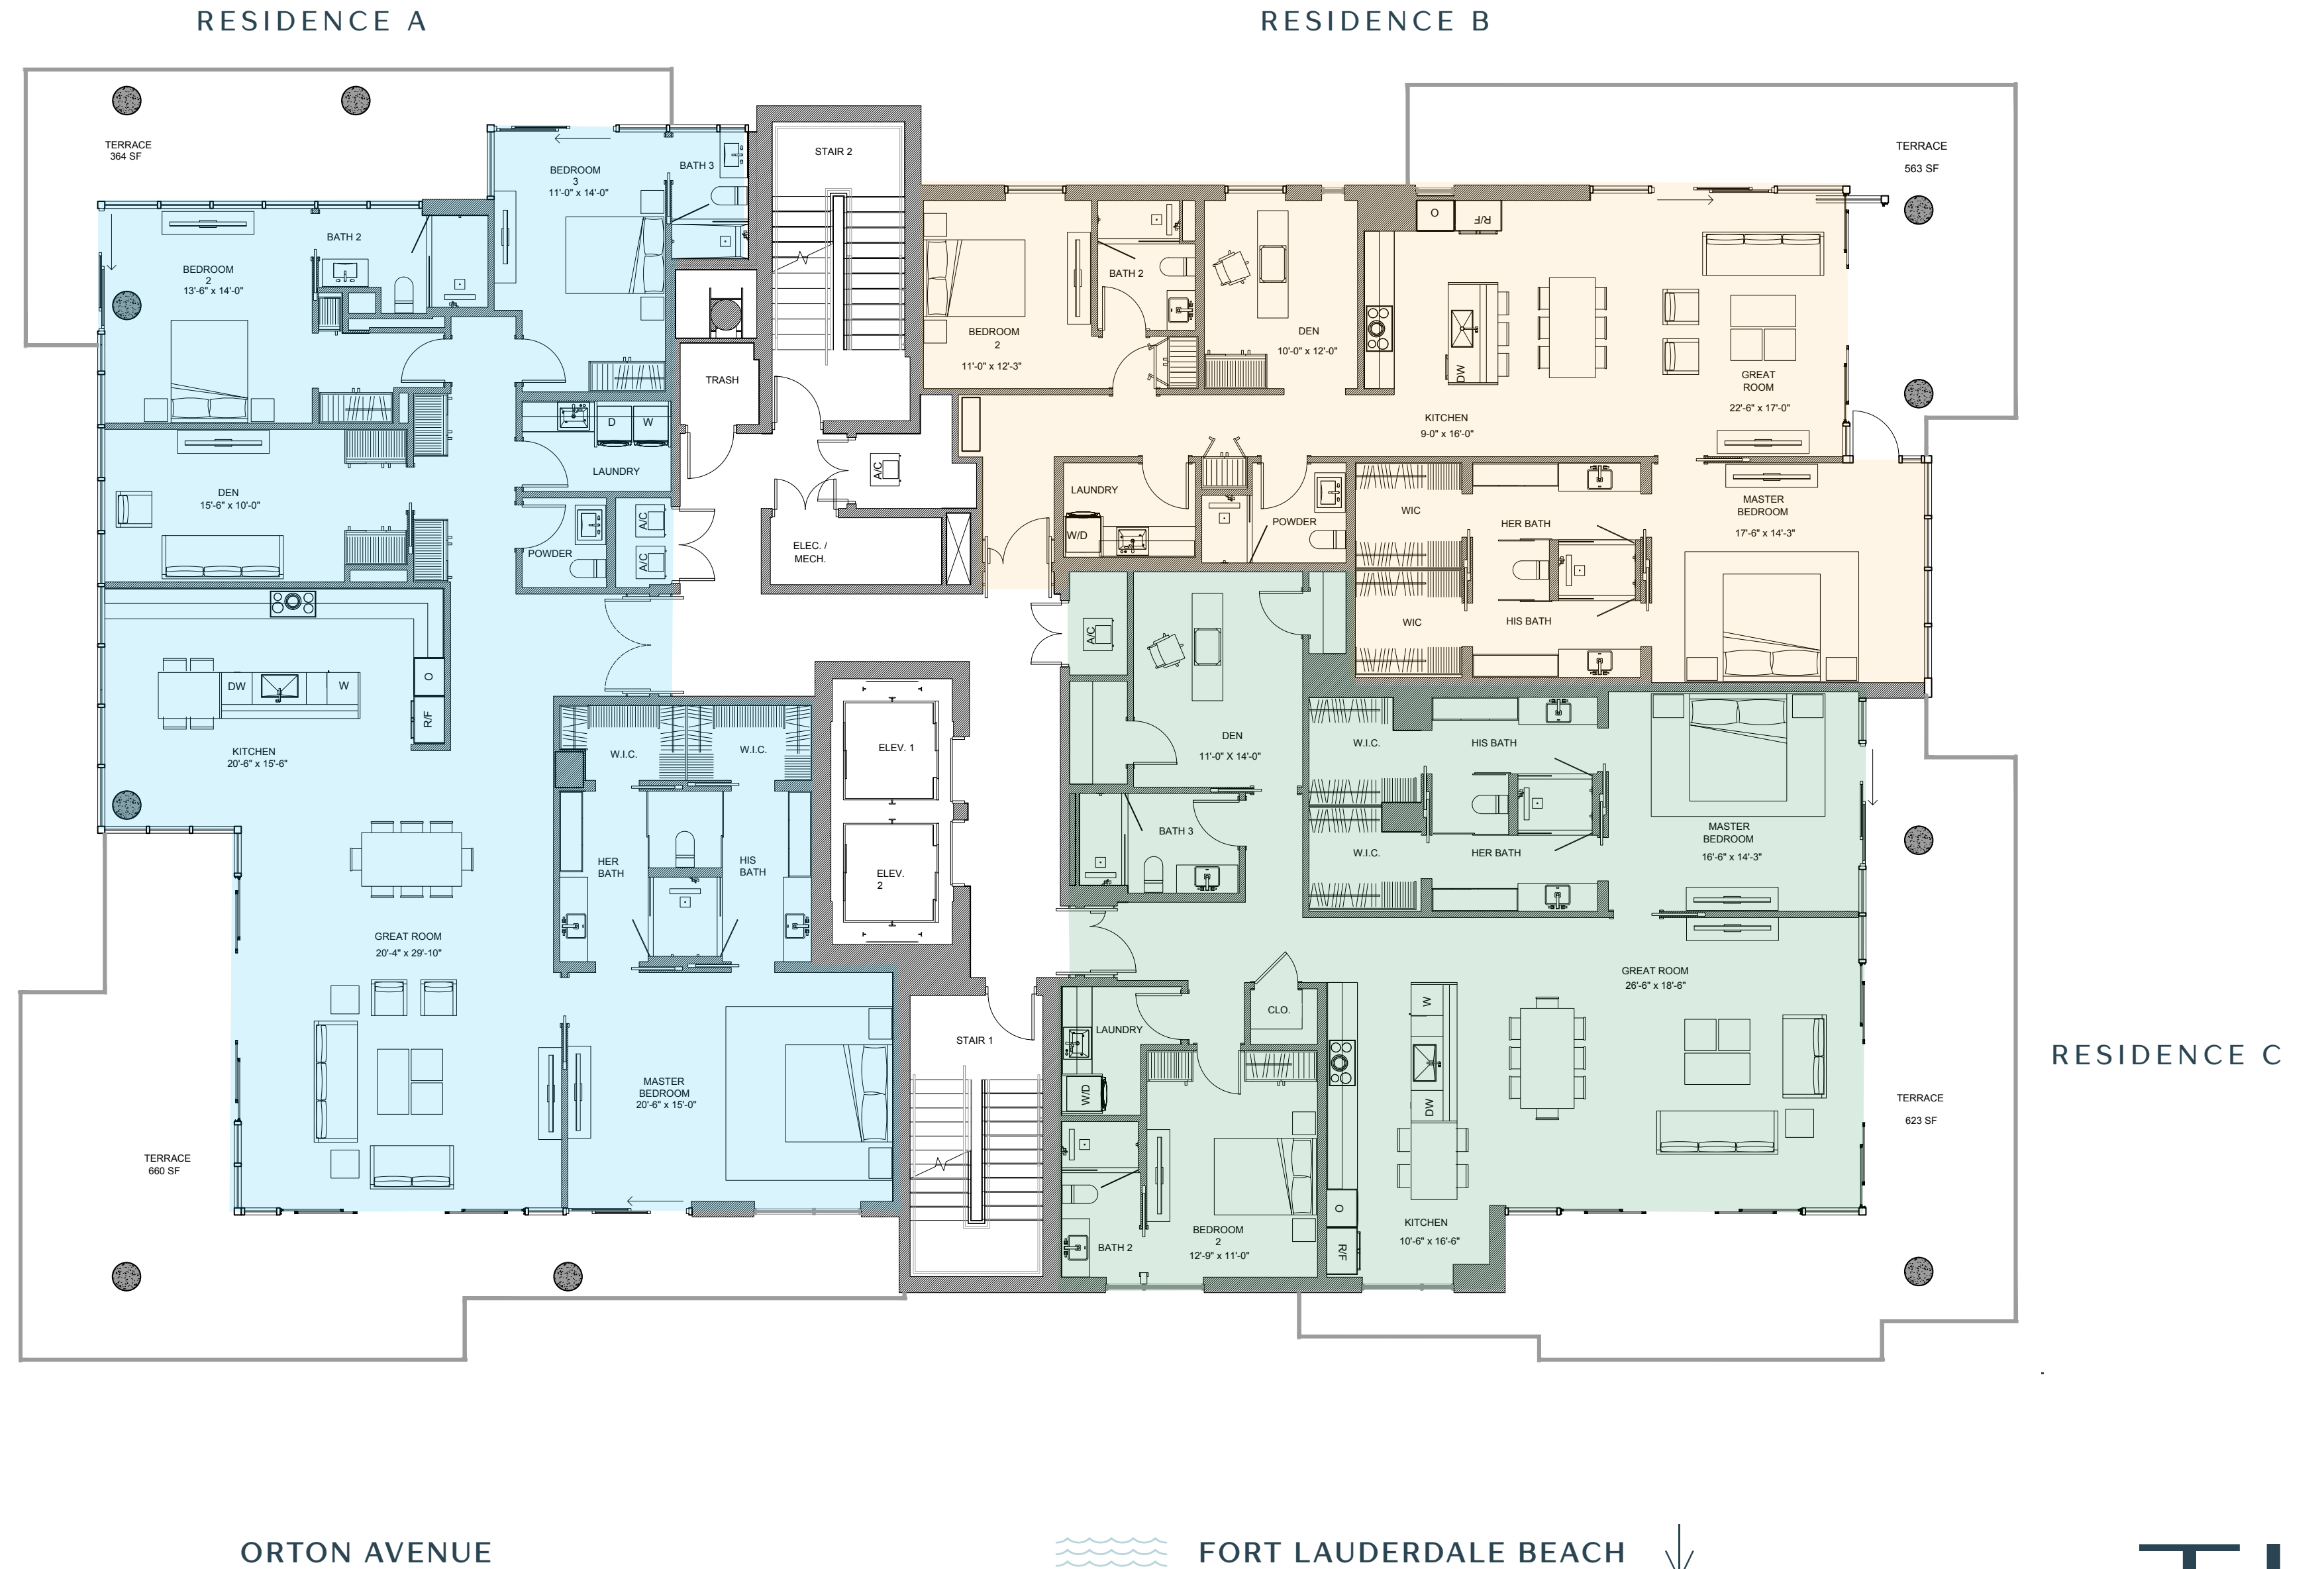 RESIDENCE A
RESIDENCE B
TERRACE
364 SF
BEDROOM
3
11'-0" x 14'-0"
BATH 3
STAIR 2
TERRACE
563 SF
BATH 2
BEDROOM
2
13'-6" x 14'-0"
O
R/F
BATH 2
BEDROOM
2
11'-0" x 12'-3"
DEN
10'-0" x 12'-0"
DW
GREAT
ROOM
22'-6" x 17'-0"
KITCHEN
9-0" x 16'-0"
TRASH
D
W
LAUNDRY
A/C
DEN
15'-6" x 10'-0"
POWDER
A/C
A/C
ELEC. /
MECH.
LAUNDRY
W/D
POWDER
WIC
HER BATH
MASTER
BEDROOM
17'-6" x 14'-3"
WIC
HIS BATH
A/C
DW
W
O
R/F
KITCHEN
20'-6" x 15'-6"
W.I.C.
W.I.C.
ELEV. 1
DEN
11'-0" X 14'-0"
W.I.C.
HIS BATH
BATH 3
MASTER
BEDROOM
16'-6" x 14'-3"
W.I.C.
HER BATH
HER
BATH
HIS
BATH
ELEV.
2
GREAT ROOM
20'-4" x 29'-10"
GREAT ROOM
26'-6" x 18'-6"
W
CLO.
LAUNDRY
STAIR 1
W/D
DW
MASTER
BEDROOM
20'-6" x 15'-0"
RESIDENCE C
TERRACE
623 SF
TERRACE
660 SF
O
R/F
BATH 2
BEDROOM
2
12'-9" x 11'-0"
KITCHEN
10'-6" x 16'-6"
ORTON AVENUE
FORT LAUDERDALE BEACH